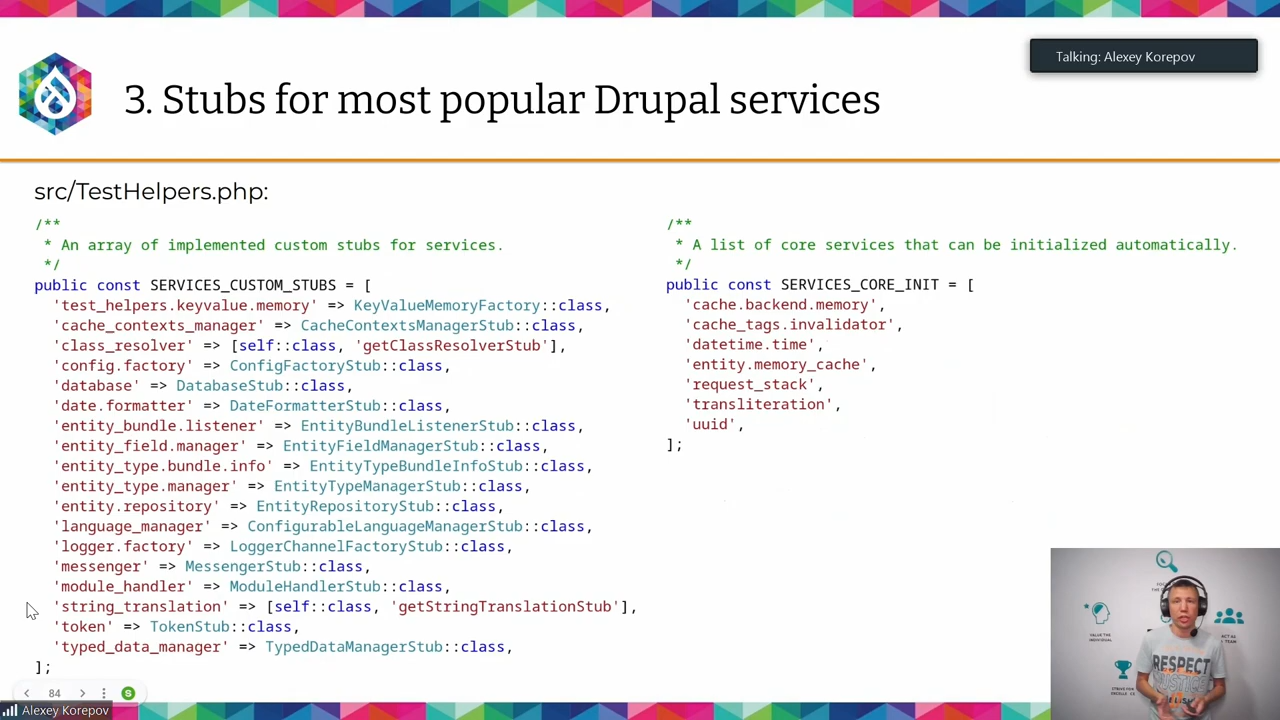 Talking: Alexey Korepov
3. Stubs for most popular Drupal services
src/TestHelpers.php:
/**
 * An array of implemented custom stubs for services.
 */
public const SERVICES_CUSTOM_STUBS = [
  'test_helpers.keyvalue.memory' => KeyValueMemoryFactory::class,
  'cache_contexts_manager' => CacheContextsManagerStub::class,
  'class_resolver' => [self::class, 'getClassResolverStub'],
  'config.factory' => ConfigFactoryStub::class,
  'database' => DatabaseStub::class,
  'date.formatter' => DateFormatterStub::class,
  'entity_bundle.listener' => EntityBundleListenerStub::class,
  'entity_field.manager' => EntityFieldManagerStub::class,
  'entity_type.bundle.info' => EntityTypeBundleInfoStub::class,
  'entity_type.manager' => EntityTypeManagerStub::class,
  'entity.repository' => EntityRepositoryStub::class,
  'language_manager' => ConfigurableLanguageManagerStub::class,
  'logger.factory' => LoggerChannelFactoryStub::class,
  'messenger' => MessengerStub::class,
  'module_handler' => ModuleHandlerStub::class,
  'string_translation' => [self::class, 'getStringTranslationStub'],
  'token' => TokenStub::class,
  'typed_data_manager' => TypedDataManagerStub::class,
];
/**
 * A list of core services that can be initialized automatically.
 */
public const SERVICES_CORE_INIT = [
  'cache.backend.memory',
  'cache_tags.invalidator',
  'datetime.time',
  'entity.memory_cache',
  'request_stack',
  'transliteration',
  'uuid',
];
84
S
Alexey Korepov
VALUE THE
INDIVIDUAL
RESPECT
JUSTICE